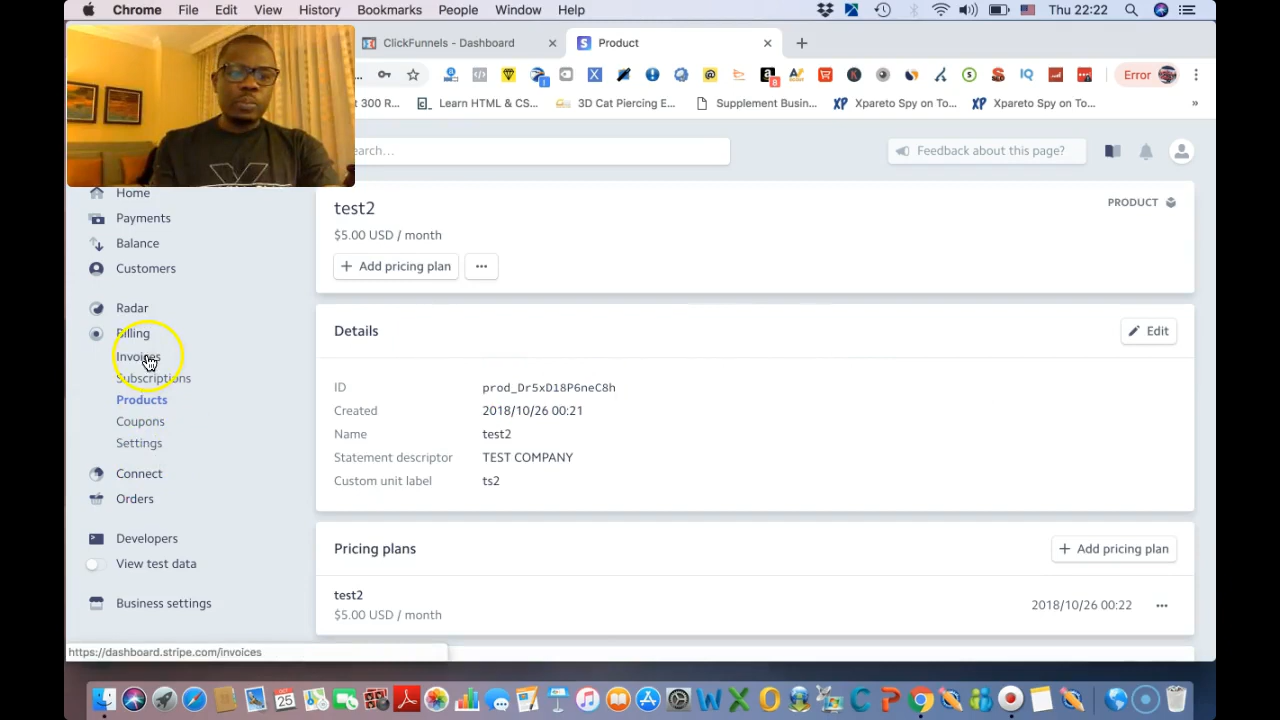 Chrome File Edit View History Bookmarks People Window Help Thu 22:22
ClickFunnels - Dashboard Product
Error
t 300 R... Learn HTML & CS... 3D Cat Piercing E... Supplement Busin... XP Xpareto Spy on To... XP Xpareto Spy on To... »
earch... Feedback about this page?
Home
Payments
Balance
Customers
Radar
Billing
Invoices
Subscriptions
Products
Coupons
Settings
Connect
Orders
Developers
View test data
Business settings
test2 PRODUCT
$5.00 USD / month
+ Add pricing plan ...
Details Edit
ID prod_Dr5xD18P6neC8h
Created 2018/10/26 00:21
Name test2
Statement descriptor TEST COMPANY
Custom unit label ts2
Pricing plans + Add pricing plan
test2
$5.00 USD / month 2018/10/26 00:22 ...
https://dashboard.stripe.com/invoices